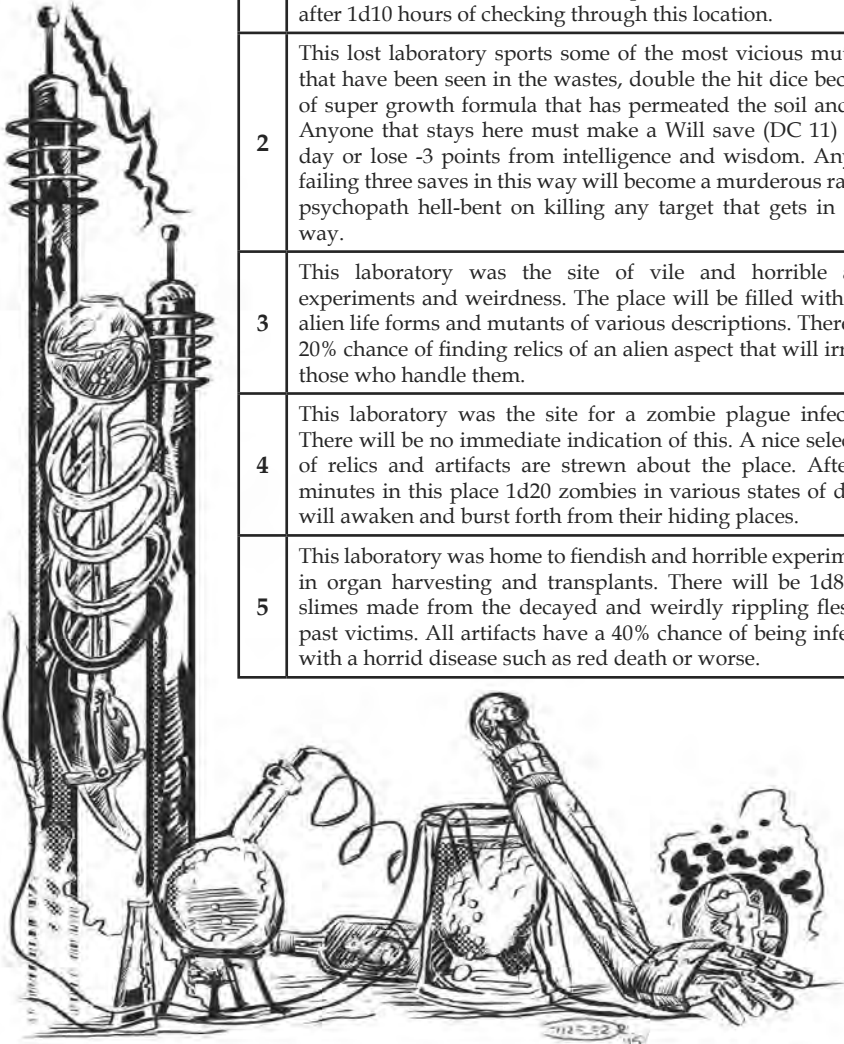 after 1d10 hours of checking through this location.
2
This lost laboratory sports some of the most vicious mu
that have been seen in the wastes, double the hit dice bec
of super growth formula that has permeated the soil and
Anyone that stays here must make a Will save (DC 11)
day or lose -3 points from intelligence and wisdom. Any
failing three saves in this way will become a murderous ra
psychopath hell-bent on killing any target that gets in
way.
3
This laboratory was the site of vile and horrible a
experiments and weirdness. The place will be filled with
alien life forms and mutants of various descriptions. There
20% chance of finding relics of an alien aspect that will irr
those who handle them.
4
This laboratory was the site for a zombie plague infec
There will be no immediate indication of this. A nice selec
of relics and artifacts are strewn about the place. Afte
minutes in this place 1d20 zombies in various states of d
will awaken and burst forth from their hiding places.
5
This laboratory was home to fiendish and horrible experim
in organ harvesting and transplants. There will be 1d8
slimes made from the decayed and weirdly rippling fles
past victims. All artifacts have a 40% chance of being infe
with a horrid disease such as red death or worse.